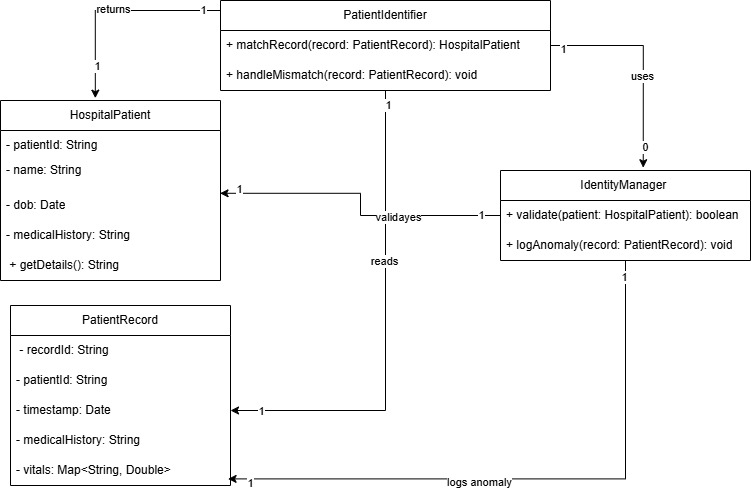 returns
1
PatientIdentifier
+ matchRecord(record: PatientRecord): HospitalPatient
1
+ handleMismatch(record: PatientRecord): void
1
uses
1
0
HospitalPatient
- patientId: String
- name: String
- dob: Date
- medicalHistory: String
+ getDetails(): String
1
validayes
1
IdentityManager
+ validate(patient: HospitalPatient): boolean
+ logAnomaly(record: PatientRecord): void
reads
1
PatientRecord
- recordId: String
- patientId: String
- timestamp: Date
1
- medicalHistory: String
- vitals: Map<String, Double>
1
logs anomaly